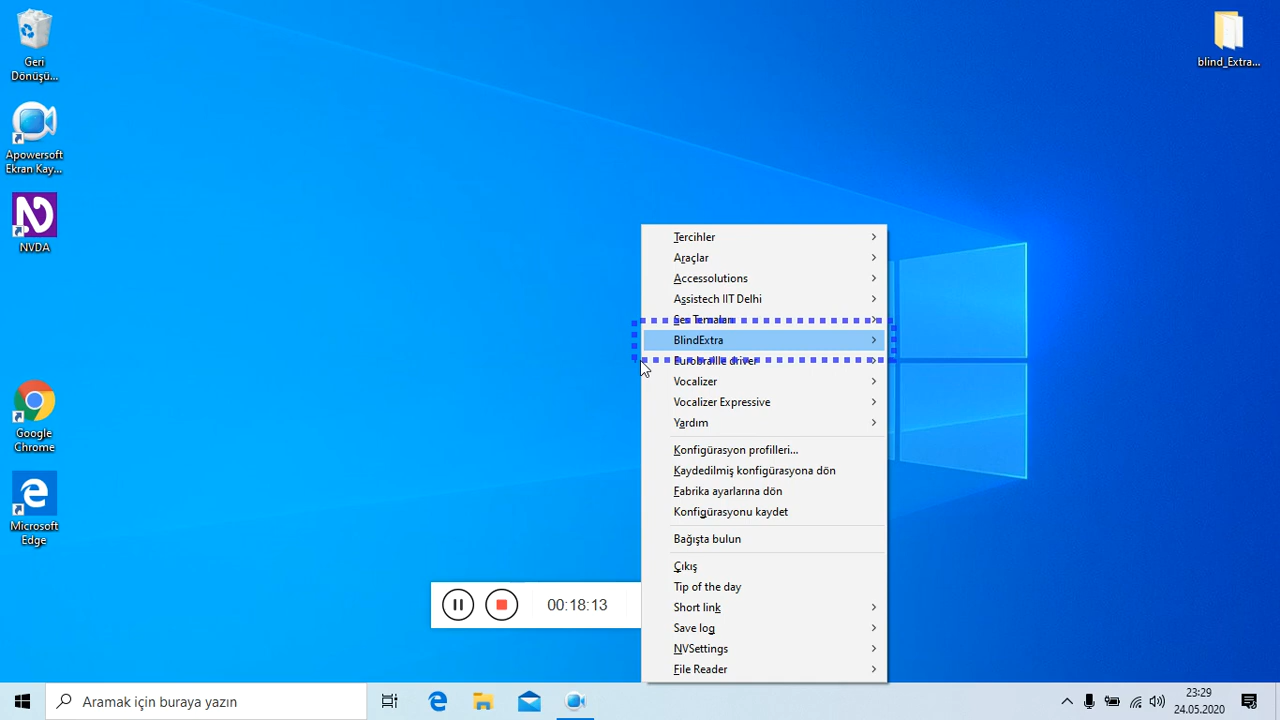 Geri
Dönüşü...
Apowersoft
Ekran Kay...
NVDA
Google
Chrome
Microsoft
Edge
blind_Extra...
Tercihler
Araçlar
Accessolutions
Assistech IIT Delhi
Ses Temaları
BlindExtra
Eurobraille driver
Vocalizer
Vocalizer Expressive
Yardım
Konfigürasyon profilleri...
Kaydedilmiş konfigürasyona dön
Fabrika ayarlarına dön
Konfigürasyonu kaydet
Bağışta bulun
Çıkış
Tip of the day
Short link
Save log
NVSettings
File Reader
00:18:13
Aramak için buraya yazın
23:29
24.05.2020